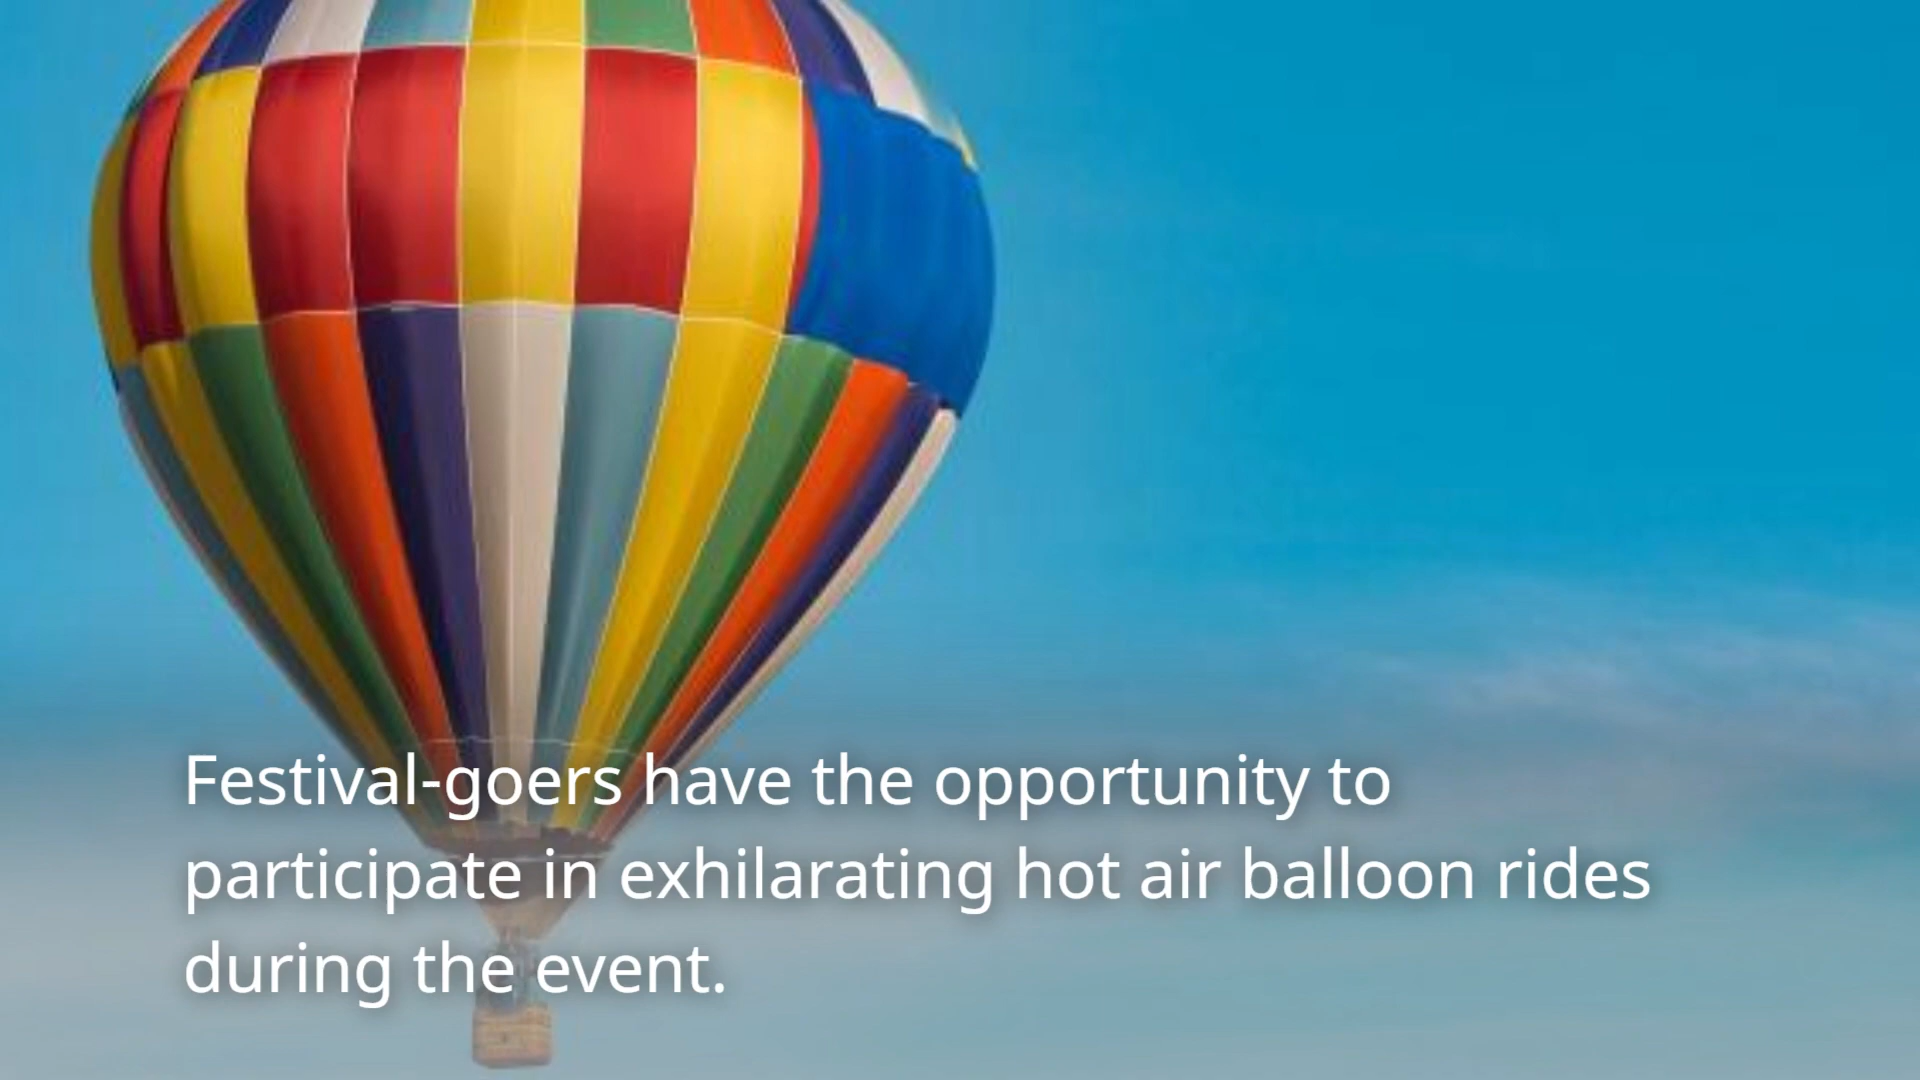 Festival-goers have the opportunity to
participate in exhilarating hot air balloon rides
during the event.